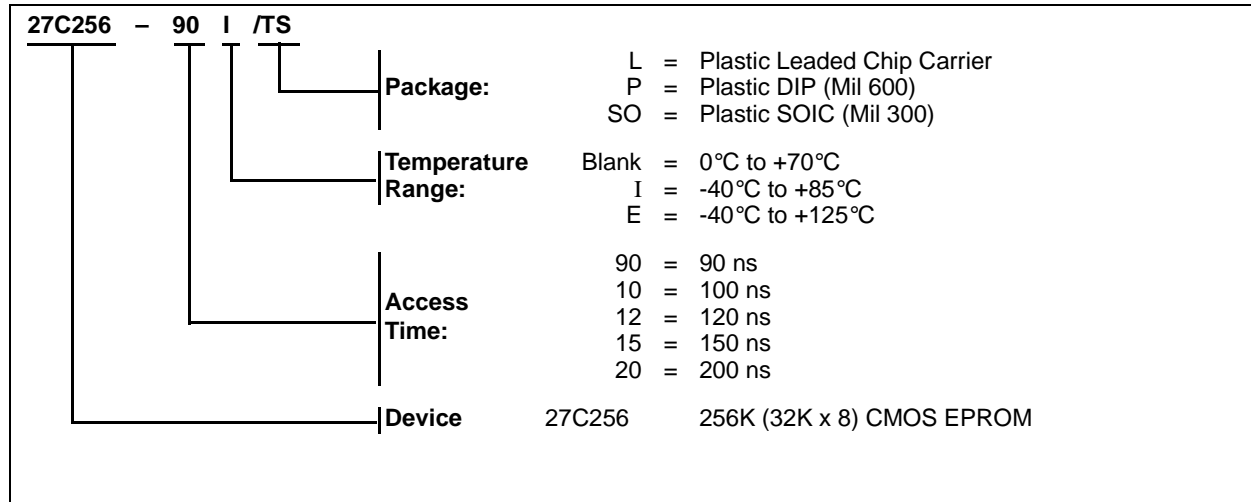 27C256 – 90 I /TS
Package: L = Plastic Leaded Chip Carrier
P = Plastic DIP (Mil 600)
SO = Plastic SOIC (Mil 300)
Temperature Range: Blank = 0°C to +70°C
I = -40°C to +85°C
E = -40°C to +125°C
Access Time: 90 = 90 ns
10 = 100 ns
12 = 120 ns
15 = 150 ns
20 = 200 ns
Device 27C256 256K (32K x 8) CMOS EPROM